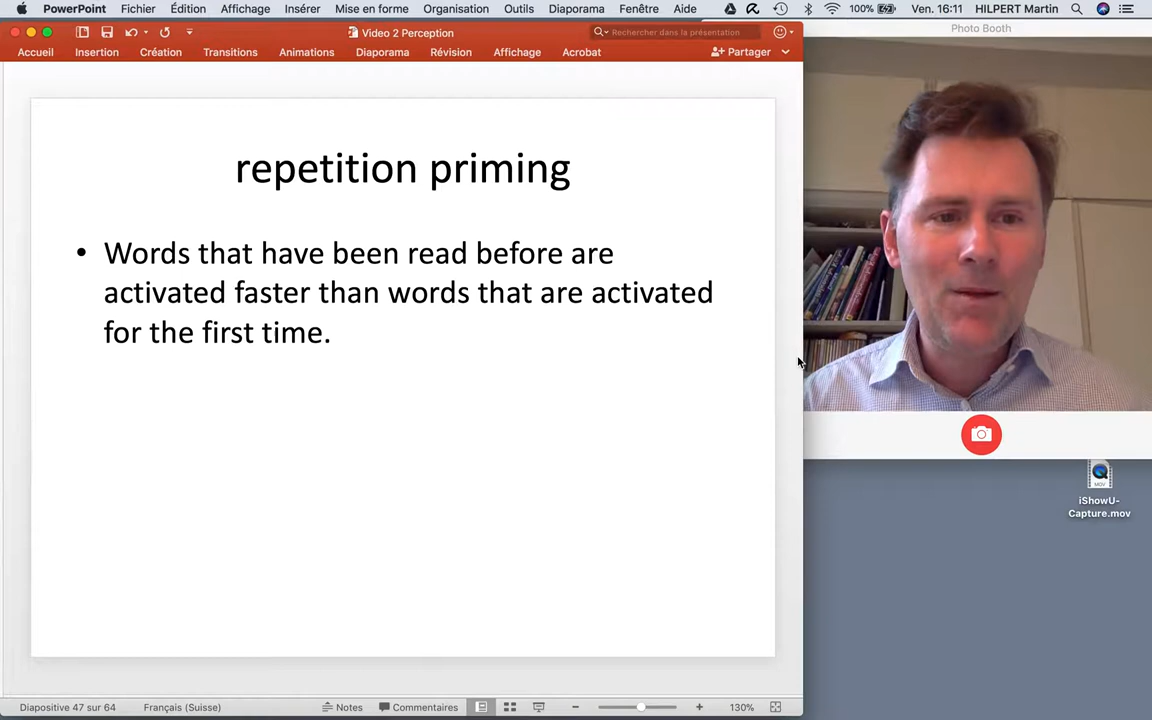 PowerPoint Fichier Édition Affichage Insérer Mise en forme Organisation Outils Diaporama Fenêtre Aide 100% Ven. 16:11 HILPERT Martin
Video 2 Perception
Rechercher dans la présentation
Photo Booth
Accueil Insertion Création Transitions Animations Diaporama Révision Affichage Acrobat Partager
repetition priming
• Words that have been read before are
activated faster than words that are activated
for the first time.
MOV
iShowU-
Capture.mov
Diapositive 47 sur 64 Français (Suisse) Notes Commentaires 130%